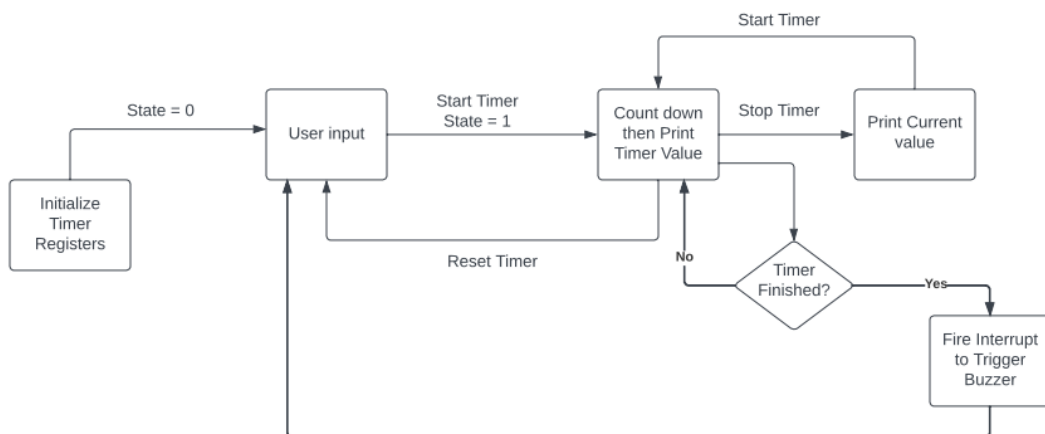 Start Timer
State = 0
User input
Start Timer
State = 1
Count down
then Print
Timer Value
Stop Timer
Print Current
value
Initialize
Timer
Registers
Reset Timer
No
Timer
Finished?
Yes
Fire Interrupt
to Trigger
Buzzer